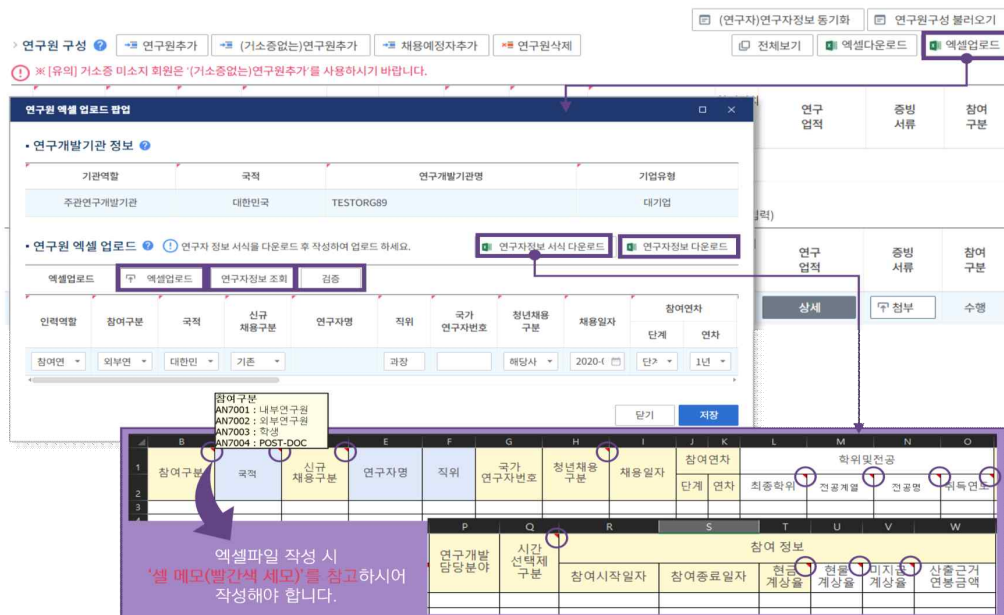 (연구자)연구자정보 동기화 연구원구성 불러오기
> 연구원 구성 ? 연구원추가 (거소증없는)연구원추가 채용예정자추가 연구원삭제 전체보기 엑셀다운로드 엑셀업로드
※ [유의] 거소증 미소지 회원은 '(거소증없는)연구원추가'를 사용하시기 바랍니다.
연구원 엑셀 업로드 팝업
연구 업적 증빙 서류 참여 구분
• 연구개발기관 정보 ?
기관역할 국적 연구개발기관명 기업유형
주관연구개발기관 대한민국 TESTORG89 대기업
• 연구원 엑셀 업로드 ? 연구자 정보 서식을 다운로드 후 작성하여 업로드 하세요. 연구자정보 서식 다운로드 연구자정보 다운로드
연구 업적 증빙 서류 참여 구분
엑셀업로드 엑셀업로드 연구자정보 조회 검증
상세 첨부 수행
인력역할 참여구분 국적 신규 채용구분 연구자명 직위 국가 연구자번호 청년채용 구분 채용일자 참여연차
단계 연차
참여연 외부연 대한민 기존 과장 해당사 2020-( 단계 1년
닫기 저장
참여구분
AN7001 : 내부연구원
AN7002 : 외부연구원
AN7003 : 학생
AN7004 : POST-DOC
B E F G H I J K L M N O
1 참여구분 국적 신규 채용구분 연구자명 직위 국가 연구자번호 청년채용 구분 채용일자 참여연차 학위및전공
2 단계 연차 최종학위 전공계열 전공명 취득연도
3
P Q R S T U V W
연구개발 담당분야 시간 선택제 구분 참여 정보
참여시작일자 참여종료일자 현금 계상율 현물 계상율 미지급 계상율 산출근거 연봉금액
엑셀파일 작성 시
'셀 메모(빨간색 세모)'를 참고하시어
작성해야 합니다.